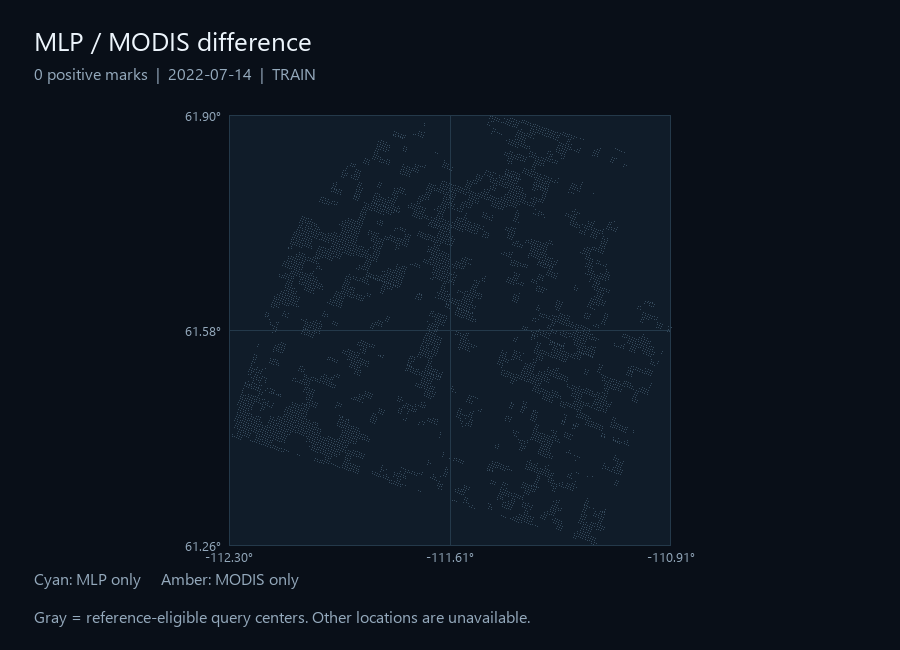 MLP / MODIS difference
0 positive marks | 2022-07-14 | TRAIN
61.90°
61.58°
61.26°
-112.30° -111.61° -110.91°
Cyan: MLP only Amber: MODIS only
Gray = reference-eligible query centers. Other locations are unavailable.